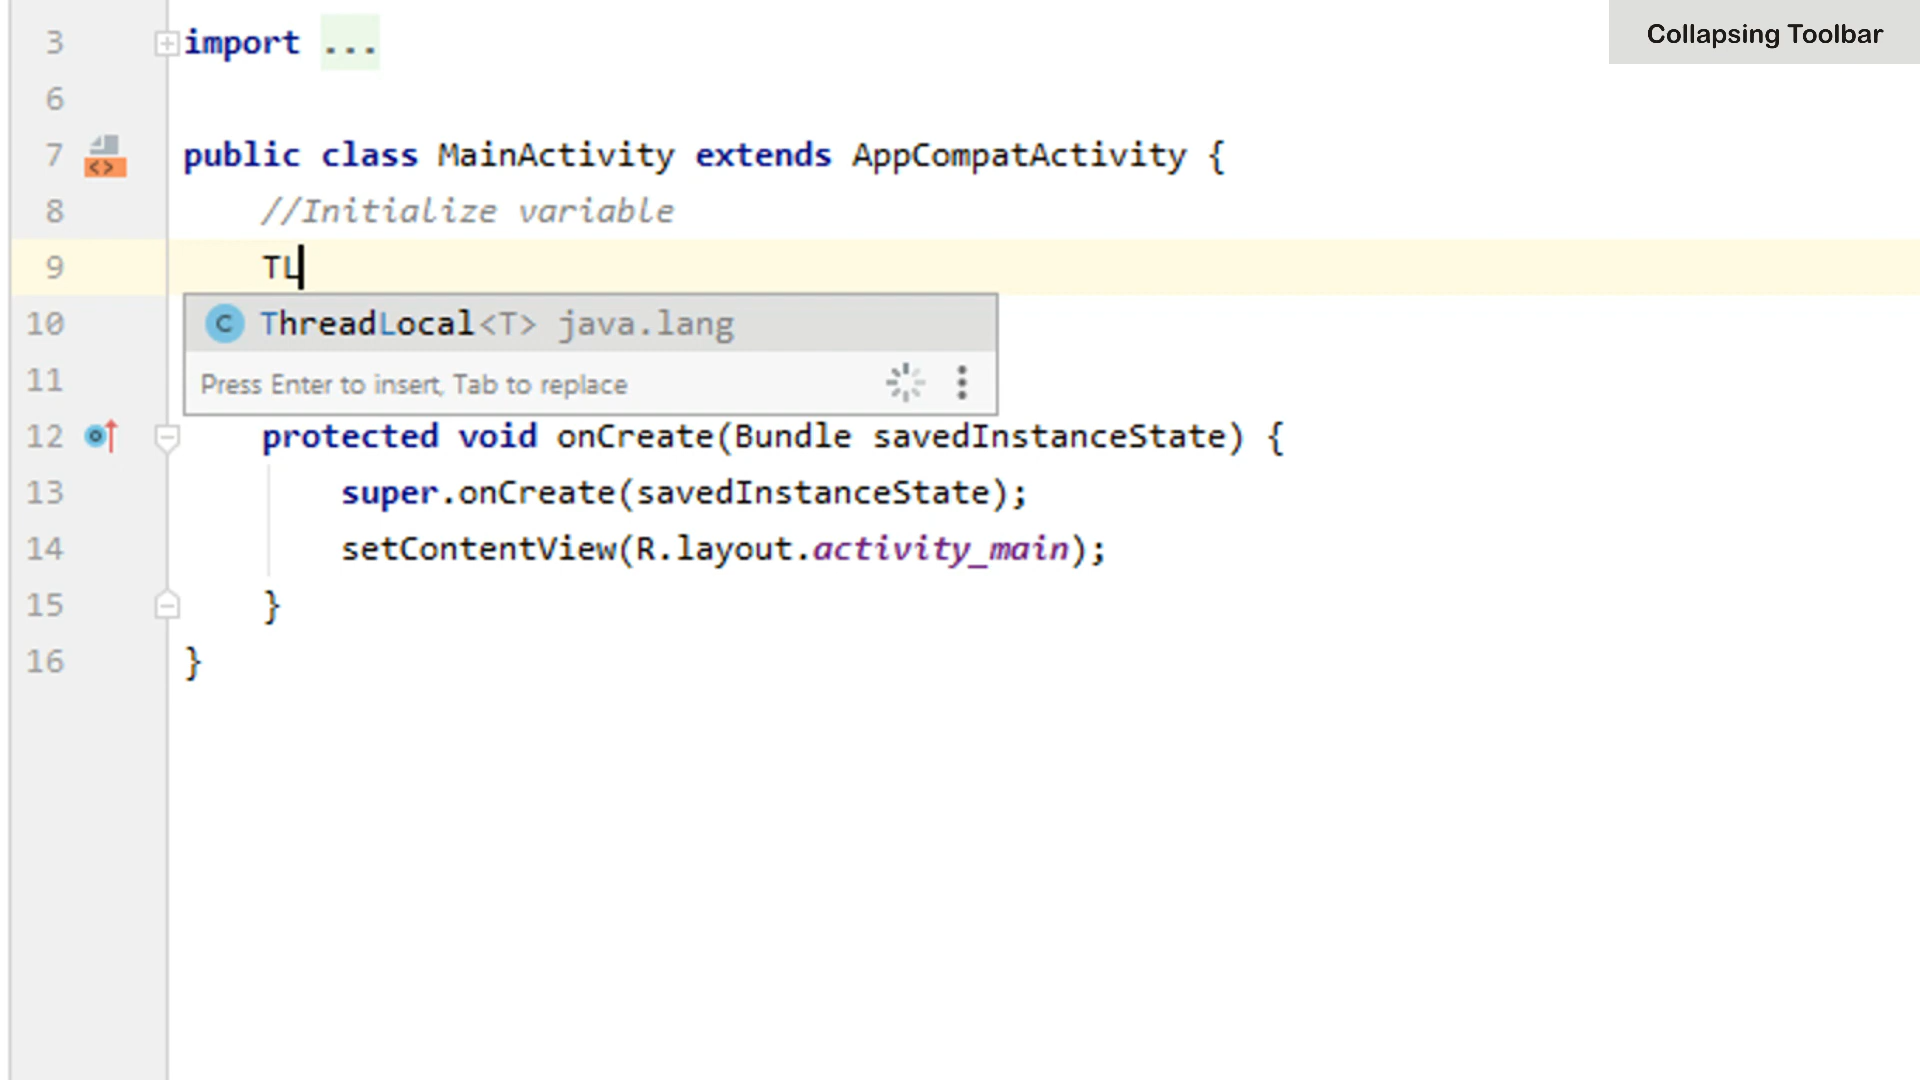 Collapsing Toolbar
3 import ...
6
7 public class MainActivity extends AppCompatActivity {
8 //Initialize variable
9 TL
10 ThreadLocal<T> java.lang
11 Press Enter to insert, Tab to replace
12 protected void onCreate(Bundle savedInstanceState) {
13 super.onCreate(savedInstanceState);
14 setContentView(R.layout.activity_main);
15 }
16 }